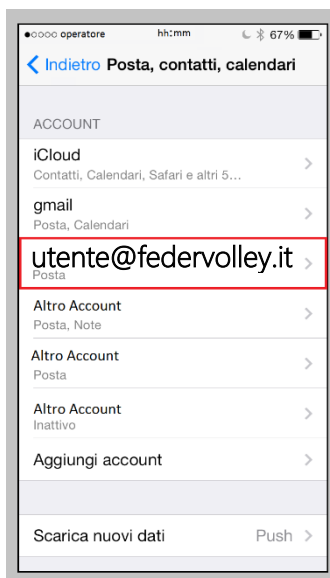 operatore hh:mm 67%
Indietro Posta, contatti, calendari
ACCOUNT
iCloud
Contatti, Calendari, Safari e altri 5...
gmail
Posta, Calendari
utente@federvolley.it
Posta
Altro Account
Posta, Note
Altro Account
Posta
Altro Account
Inattivo
Aggiungi account
Scarica nuovi dati Push